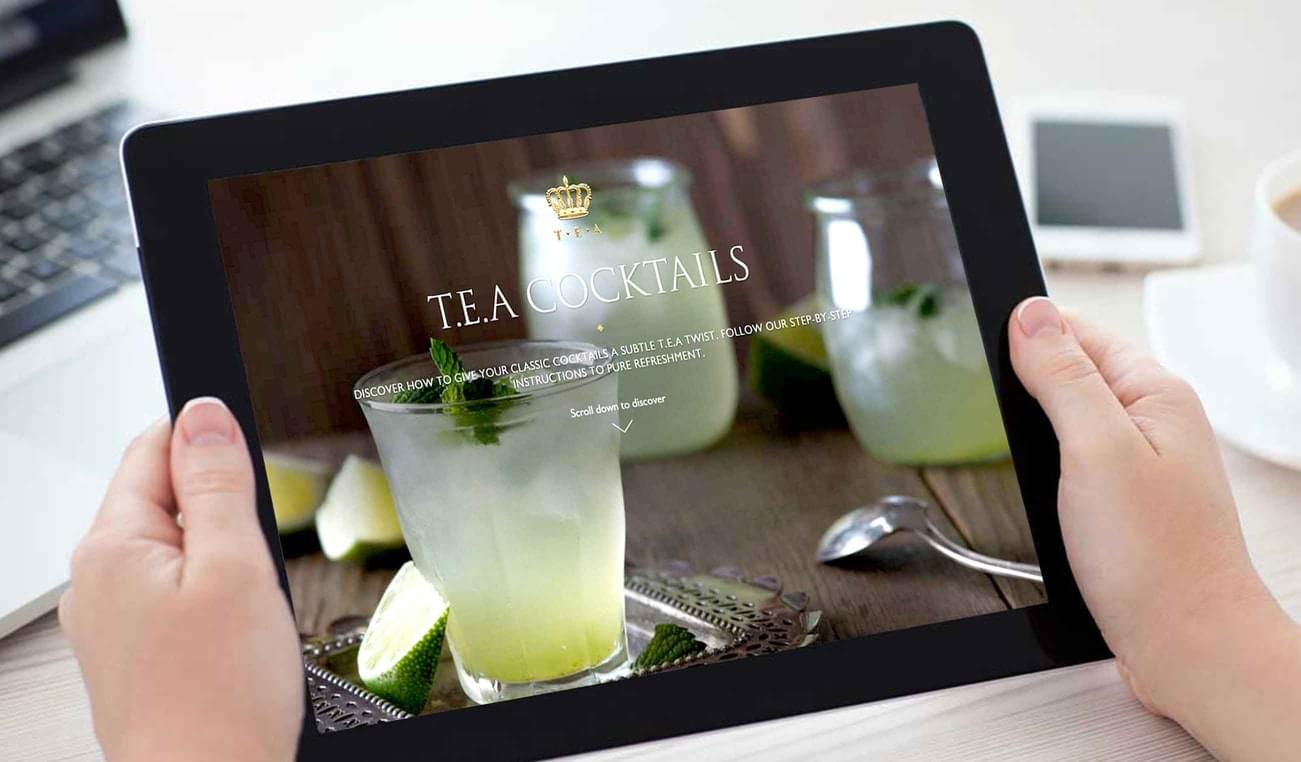 T·E·A
T.E.A COCKTAILS
DISCOVER HOW TO GIVE YOUR CLASSIC COCKTAILS A SUBTLE T.E.A TWIST. FOLLOW OUR STEP-BY-STEP
INSTRUCTIONS TO PURE REFRESHMENT.
Scroll down to discover